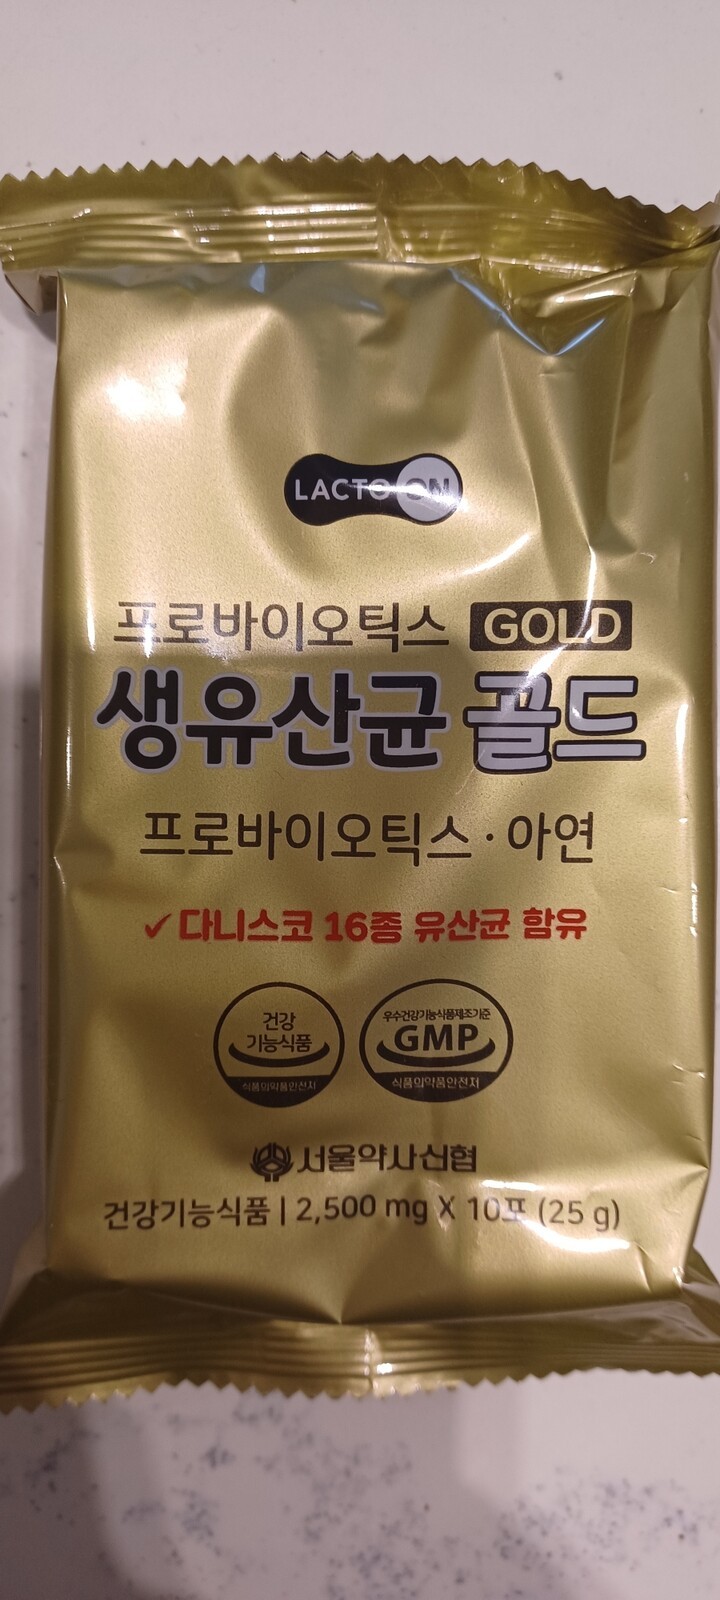 LACTO ON
프로바이오틱스 GOLD
생유산균 골드
프로바이오틱스 · 아연
✓ 다니스코 16종 유산균 함유
건강
기능식품
식품의약품안전처
우수건강기능식품제조기준
GMP
식품의약품안전처
서울약사신협
건강기능식품 | 2,500 mg X 10포 (25 g)